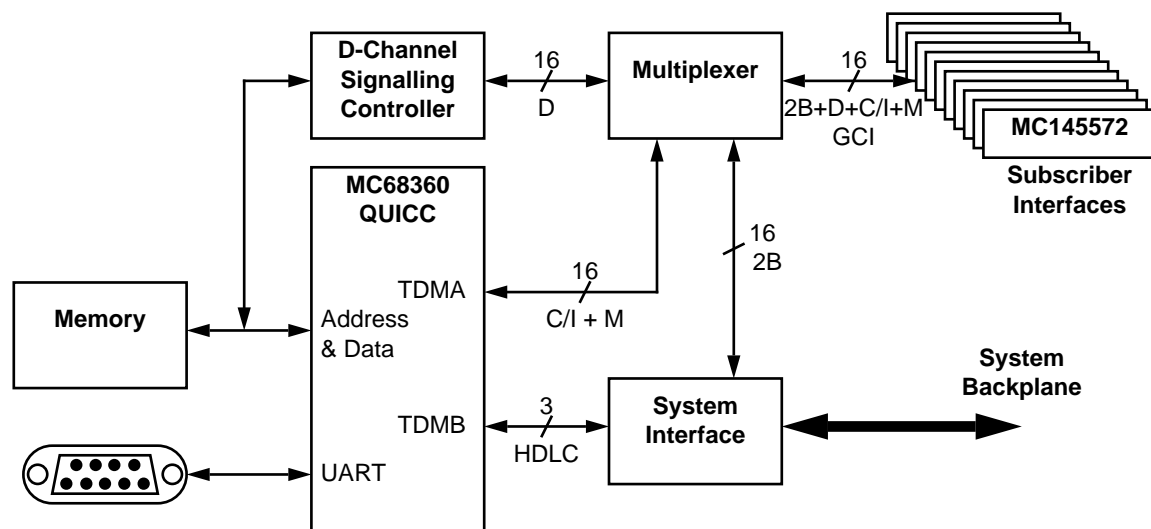 D-Channel
Signalling
Controller
16
D
Multiplexer
16
2B+D+C/I+M
GCI
MC145572
Subscriber
Interfaces
MC68360
QUICC
16
2B
TDMA
16
C/I + M
Memory
Address
& Data
System
Backplane
TDMB
3
HDLC
System
Interface
UART